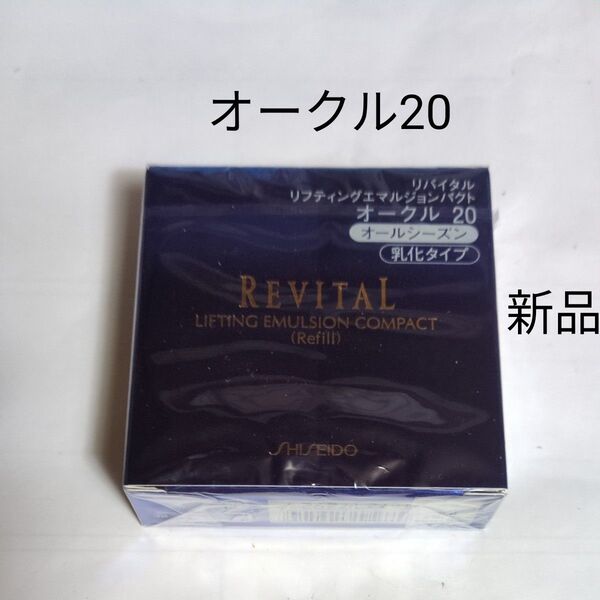 オークル20
リバイタル
リフティングエマルジョンパクト
オークル 20
オールシーズン
乳化タイプ
REVITAL
LIFTING EMULSION COMPACT
(Refill)
SHISEIDO
新品